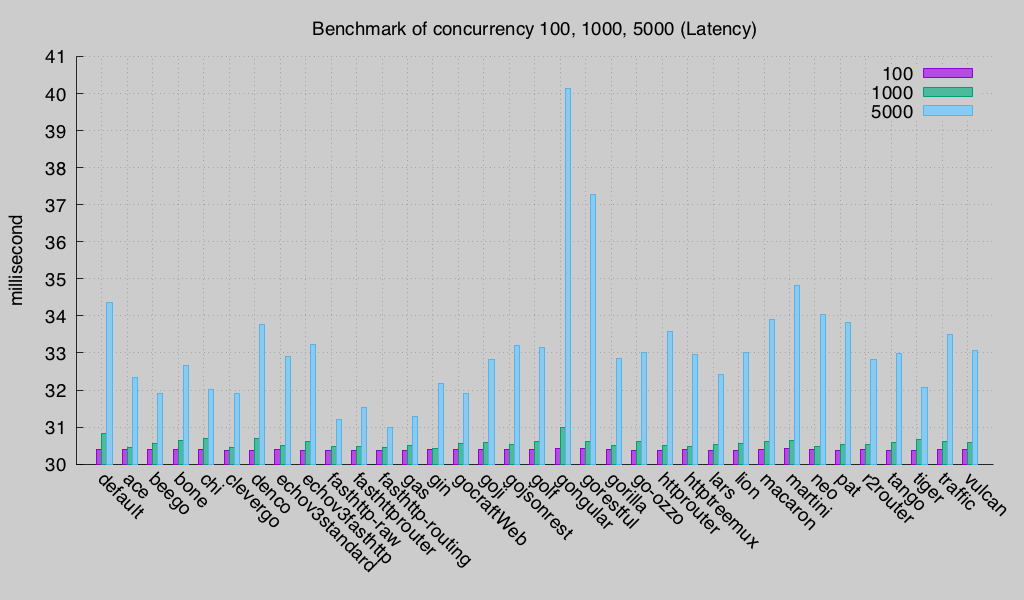 Benchmark of concurrency 100, 1000, 5000 (Latency)
41
40
39
38
37
36
35
34
33
32
31
30
millisecond
100
1000
5000
default
ace
beego
bone
chi
clevergo
denco
echov3standard
echov3fasthttp
fasthttp-raw
fasthttprouter
fasthttp-routing
gas
gin
gocraftWeb
goji
gojsonrest
golf
gongular
gorestful
gorilla
go-ozzo
httprouter
httptreemux
lars
lion
macaron
martini
neo
pat
r2router
tango
tiger
traffic
vulcan